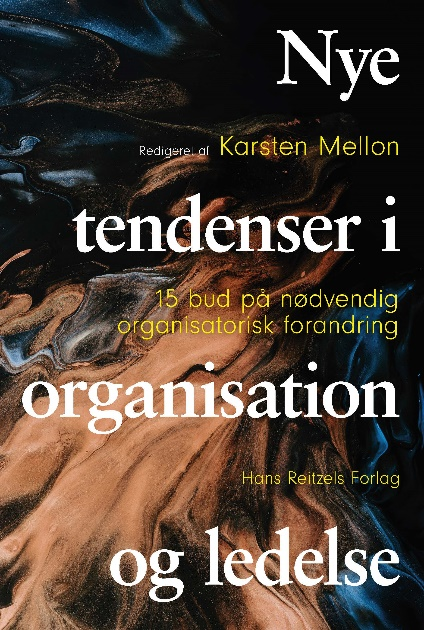 Nye
Redigeret af Karsten Mellon
tendenser i
15 bud på nødvendig
organisatorisk forandring
organisation
Hans Reitzels Forlag
og ledelse